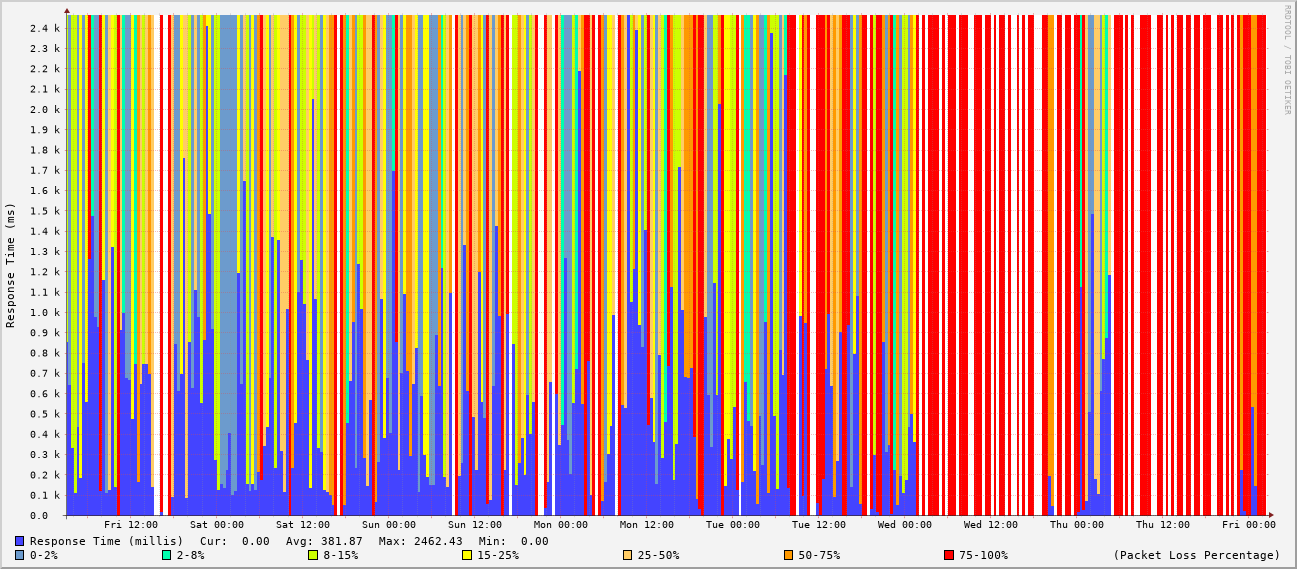 RRDTOOL / TOBI OETIKER
Response Time (ms)
2.4 k
2.3 k
2.2 k
2.1 k
2.0 k
1.9 k
1.8 k
1.7 k
1.6 k
1.5 k
1.4 k
1.3 k
1.2 k
1.1 k
1.0 k
0.9 k
0.8 k
0.7 k
0.6 k
0.5 k
0.4 k
0.3 k
0.2 k
0.1 k
0.0
Fri 12:00 Sat 00:00 Sat 12:00 Sun 00:00 Sun 12:00 Mon 00:00 Mon 12:00 Tue 00:00 Tue 12:00 Wed 00:00 Wed 12:00 Thu 00:00 Thu 12:00 Fri 00:00
Response Time (millis) Cur: 0.00 Avg: 381.87 Max: 2462.43 Min: 0.00
0-2% 2-8% 8-15% 15-25% 25-50% 50-75% 75-100% (Packet Loss Percentage)